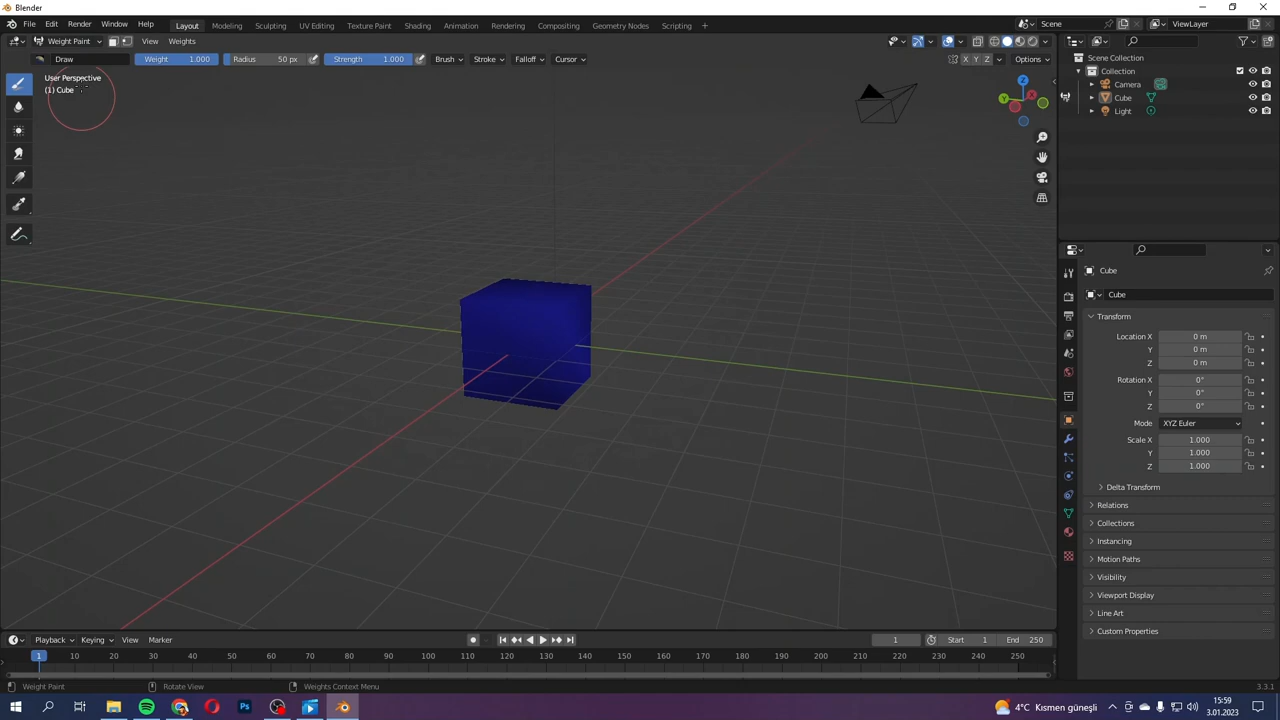 Blender
File Edit Render Window Help Layout Modeling Sculpting UV Editing Texture Paint Shading Animation Rendering Compositing Geometry Nodes Scripting + Scene ViewLayer
Weight Paint View Weights
Draw Weight 1.000 Radius 50 px Strength 1.000 Brush Stroke Falloff Cursor X Y Z Options
User Perspective
(1) Cube
Z
Y
X
Scene Collection
Collection
Camera
Cube
Light
Cube
Cube
Transform
Location X 0 m
Y 0 m
Z 0 m
Rotation X 0°
Y 0°
Z 0°
Mode XYZ Euler
Scale X 1.000
Y 1.000
Z 1.000
Delta Transform
Relations
Collections
Instancing
Motion Paths
Visibility
Viewport Display
Line Art
Custom Properties
Playback Keying View Marker 1 Start 1 End 250
1 10 20 30 40 50 60 70 80 90 100 110 120 130 140 150 160 170 180 190 200 210 220 230 240 250
Weight Paint Rotate View Weights Context Menu 3.3.1
Ps 4°C Kısmen güneşli 15:59
3.01.2023